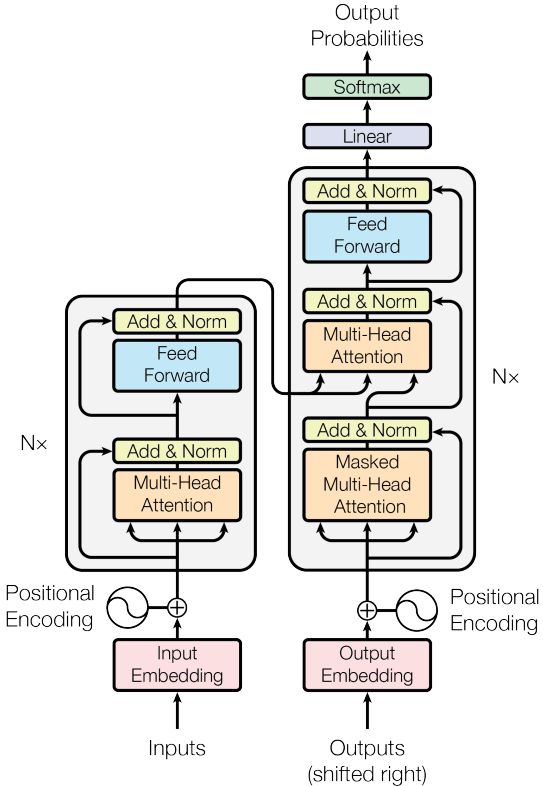 Output
Probabilities
Softmax
Linear
Add & Norm
Feed
Forward
Add & Norm
Multi-Head
Attention
Add & Norm
Masked
Multi-Head
Attention
N×
Add & Norm
Feed
Forward
Add & Norm
Multi-Head
Attention
N×
Positional
Encoding
Positional
Encoding
Input
Embedding
Output
Embedding
Inputs
Outputs
(shifted right)